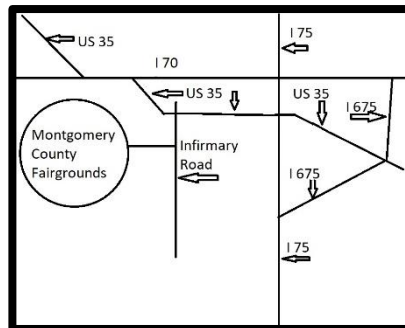 I 75
US 35
I 70
US 35
US 35
I 675
Montgomery
County
Fairgrounds
Infirmary
Road
I 675
I 75